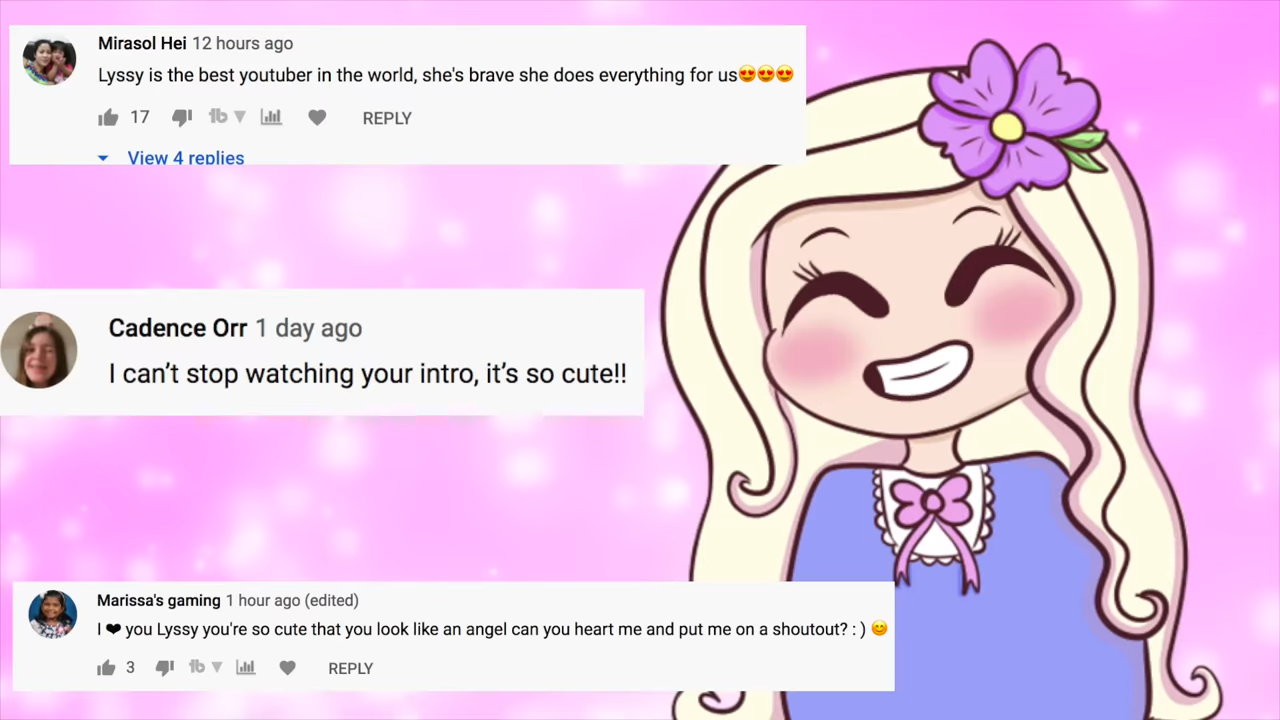 Mirasol Hei 12 hours ago
Lyssy is the best youtuber in the world, she's brave she does everything for us😍😍😍
17 tb REPLY
View 4 replies
Cadence Orr 1 day ago
I can’t stop watching your intro, it’s so cute!!
Marissa's gaming 1 hour ago (edited)
I ❤ you Lyssy you're so cute that you look like an angel can you heart me and put me on a shoutout? : ) 😊
3 tb REPLY